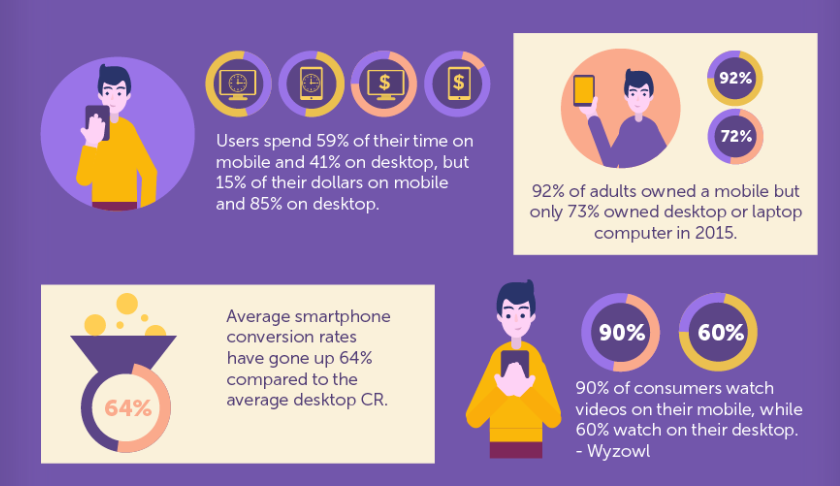 $
$
Users spend 59% of their time on
mobile and 41% on desktop, but
15% of their dollars on mobile
and 85% on desktop.
92%
72%
92% of adults owned a mobile but
only 73% owned desktop or laptop
computer in 2015.
64%
Average smartphone
conversion rates
have gone up 64%
compared to the
average desktop CR.
90%
60%
90% of consumers watch
videos on their mobile, while
60% watch on their desktop.
- Wyzowl